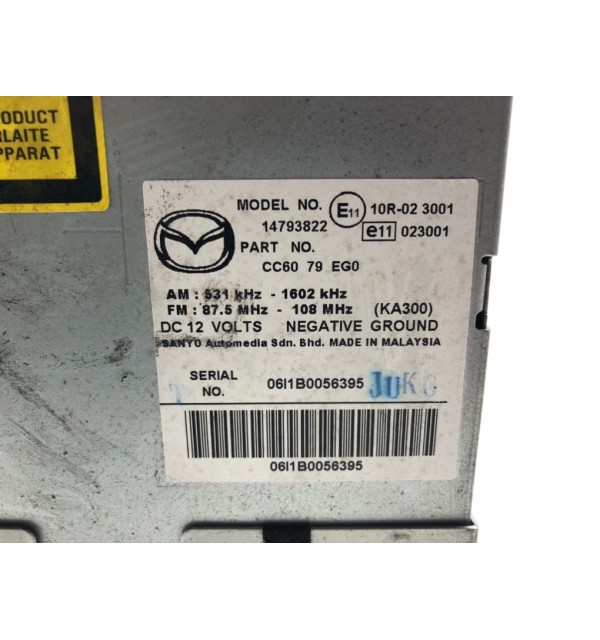 RODUCT
RLAITE
PPARAT
MODEL NO. E11 10R-02 3001
14793822 e11 023001
PART NO.
CC60 79 EG0
AM : 531 kHz - 1602 kHz
FM : 87.5 MHz - 108 MHz (KA300)
DC 12 VOLTS NEGATIVE GROUND
SANYO Automedia Sdn. Bhd. MADE IN MALAYSIA
SERIAL NO. 06I1B0056395
06I1B0056395